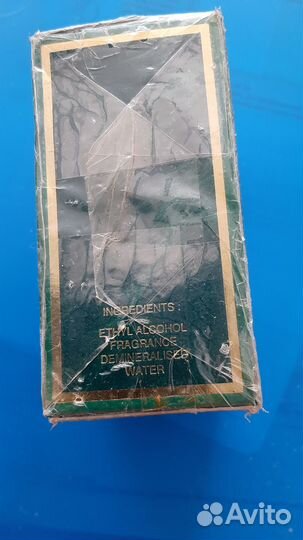 INGREDIENTS :
ETHYL ALCOHOL
FRAGRANCE
DEMINERALISED
WATER
Avito